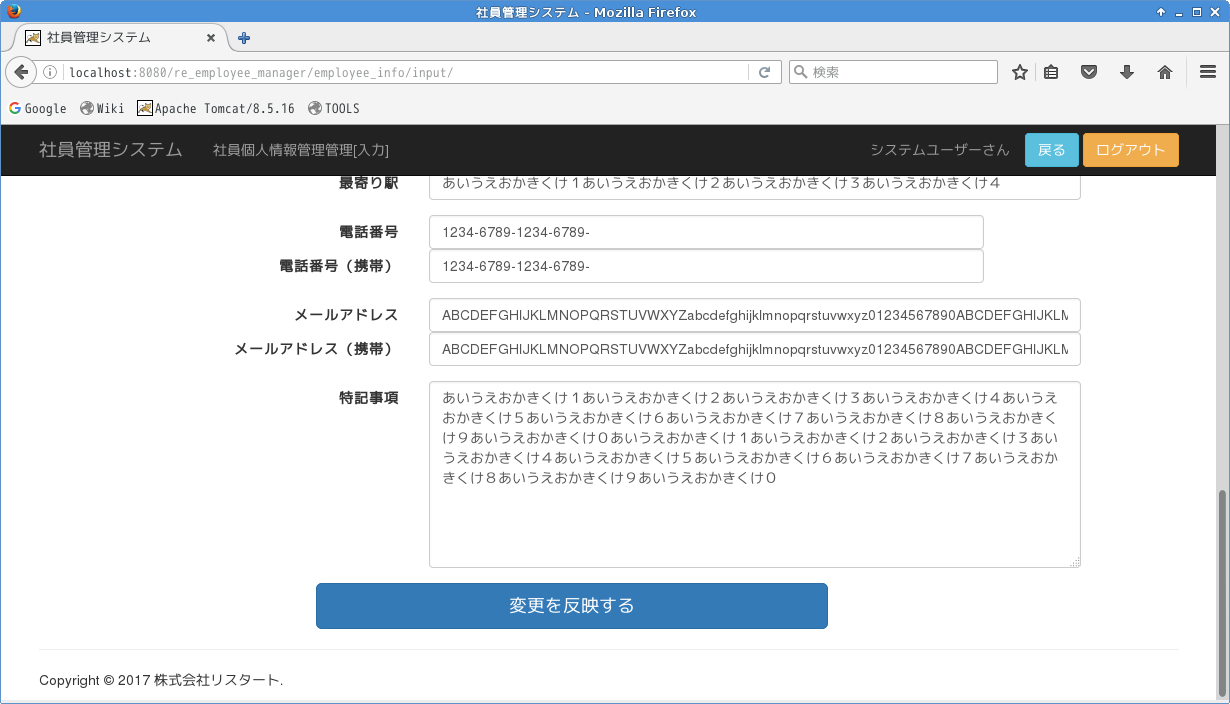 社員管理システム - Mozilla Firefox
社員管理システム
localhost:8080/re_employee_manager/employee_info/input/
検索
Google Wiki Apache Tomcat/8.5.16 TOOLS
社員管理システム 社員個人情報管理管理[入力] システムユーザーさん 戻る ログアウト
最寄り駅 あいうえおかきくけ１あいうえおかきくけ２あいうえおかきくけ３あいうえおかきくけ４
電話番号 1234-6789-1234-6789-
電話番号（携帯） 1234-6789-1234-6789-
メールアドレス ABCDEFGHIJKLMNOPQRSTUVWXYZabcdefghijklmnopqrstuvwxyz01234567890ABCDEFGHIJKLM
メールアドレス（携帯） ABCDEFGHIJKLMNOPQRSTUVWXYZabcdefghijklmnopqrstuvwxyz01234567890ABCDEFGHIJKLM
特記事項 あいうえおかきくけ１あいうえおかきくけ２あいうえおかきくけ３あいうえおかきくけ４あいうえ
おかきくけ５あいうえおかきくけ６あいうえおかきくけ７あいうえおかきくけ８あいうえおかきく
け９あいうえおかきくけ０あいうえおかきくけ１あいうえおかきくけ２あいうえおかきくけ３あい
うえおかきくけ４あいうえおかきくけ５あいうえおかきくけ６あいうえおかきくけ７あいうえおか
きくけ８あいうえおかきくけ９あいうえおかきくけ０
変更を反映する
Copyright © 2017 株式会社リスタート.